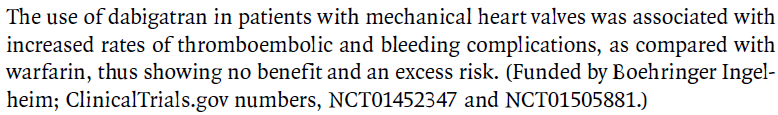 The use of dabigatran in patients with mechanical heart valves was associated with
increased rates of thromboembolic and bleeding complications, as compared with
warfarin, thus showing no benefit and an excess risk. (Funded by Boehringer Ingel-
heim; ClinicalTrials.gov numbers, NCT01452347 and NCT01505881.)